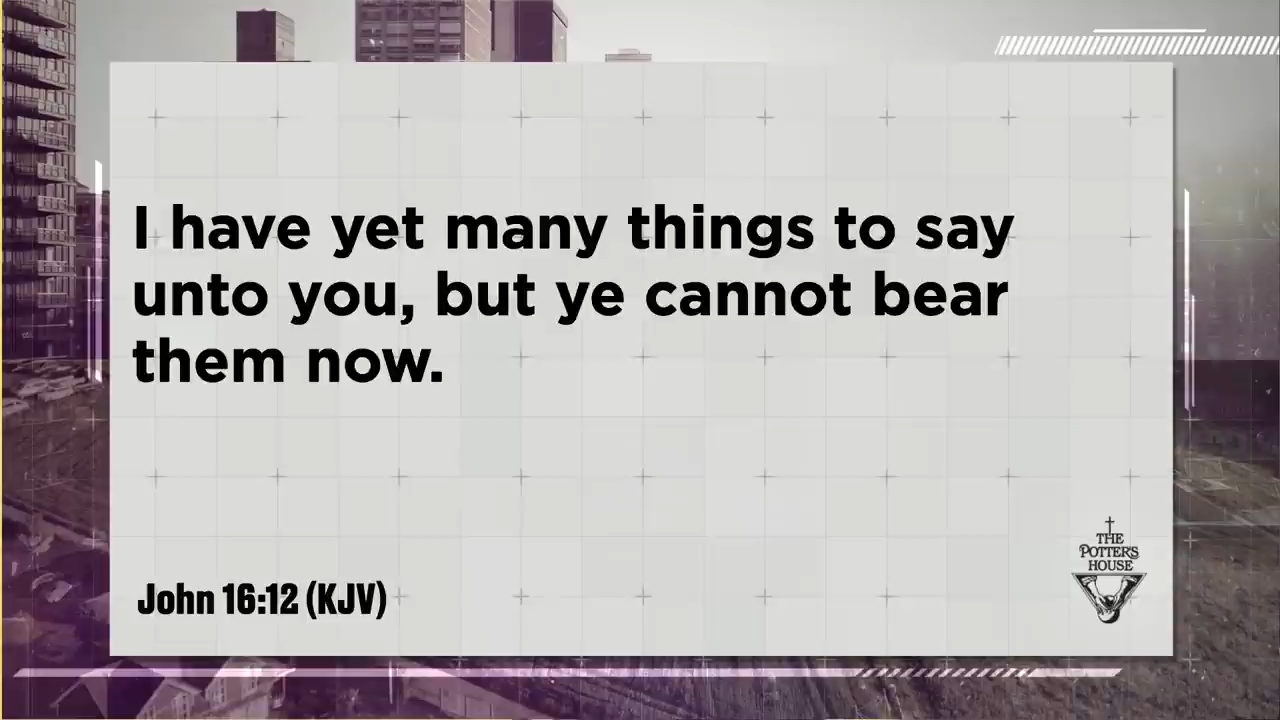 I have yet many things to say
unto you, but ye cannot bear
them now.
John 16:12 (KJV)
THE
POTTER'S
HOUSE